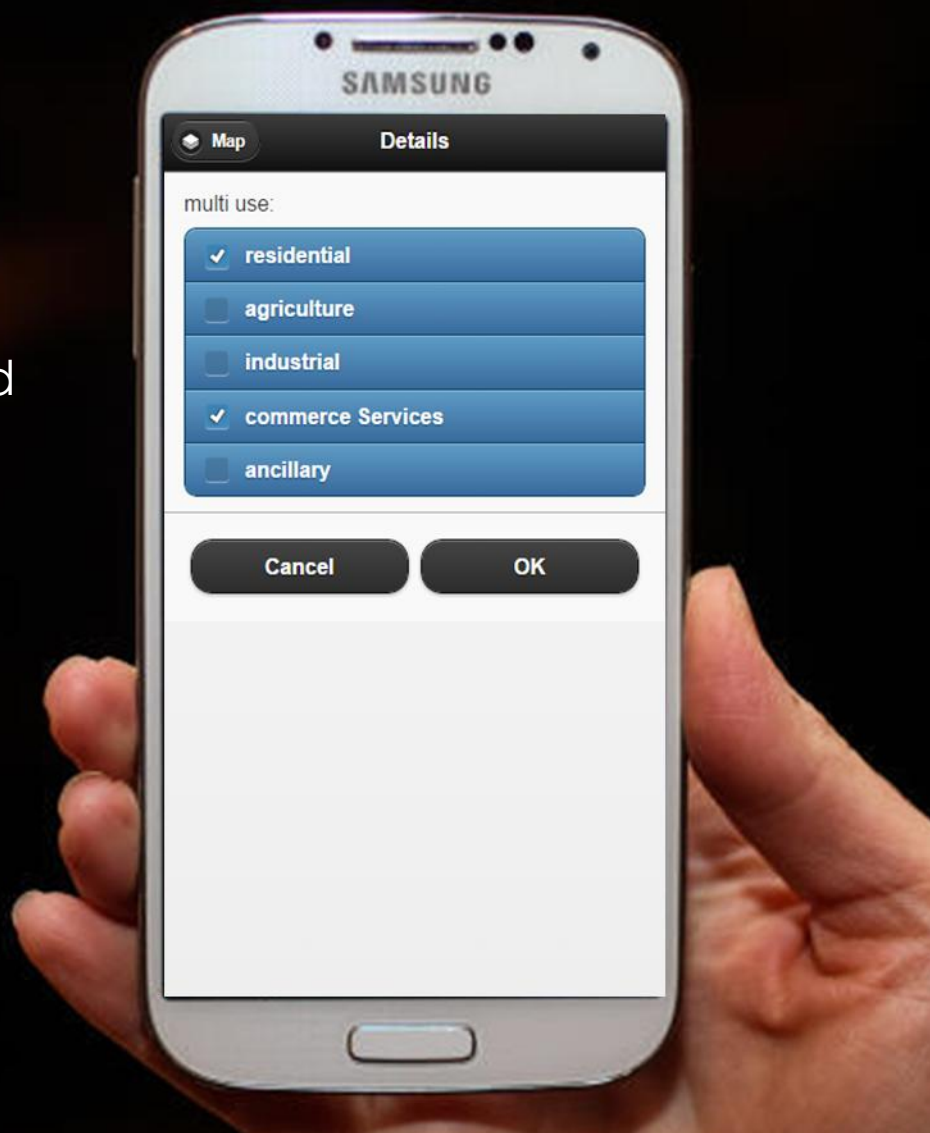 SAMSUNG
Map
Details
multi use:
residential
agriculture
industrial
commerce Services
ancillary
Cancel
OK